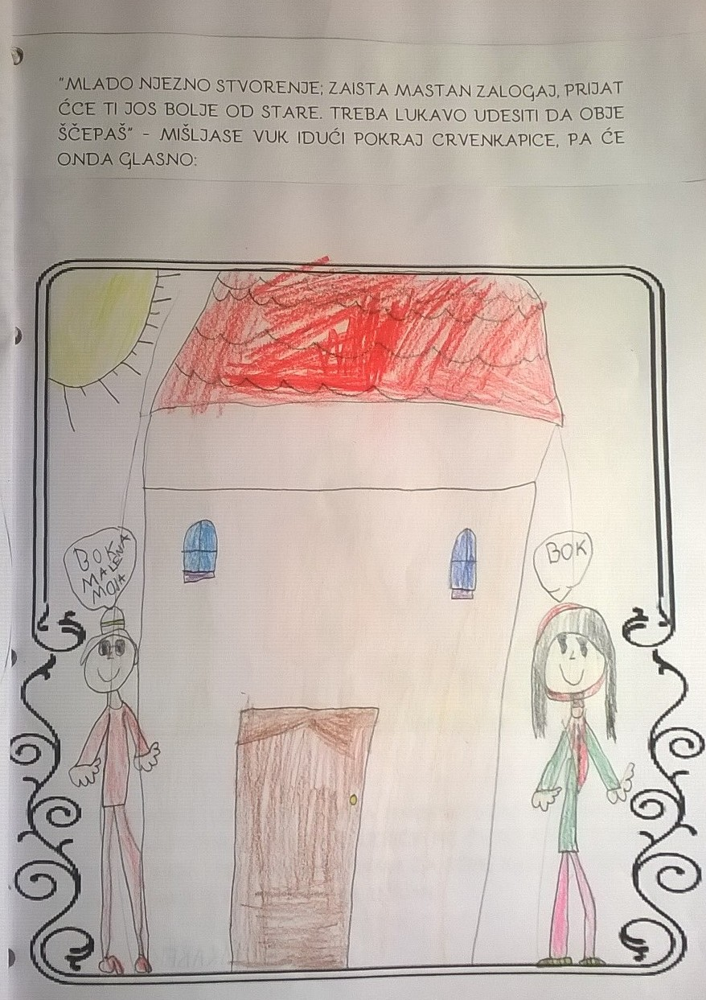 "MLADO NJEZNO STVORENJE; ZAISTA MASTAN ZALOGAJ, PRIJAT
ĆCE TI JOS BOLJE OD STARE. TREBA LUKAVO UDESITI DA OBJE
ŠČEPAŠ" - MIŠLJASE VUK IDUĆI POKRAJ CRVENKAPICE, PA ĆE
ONDA GLASNO:
BOK
MALENA
MOJA
BOK